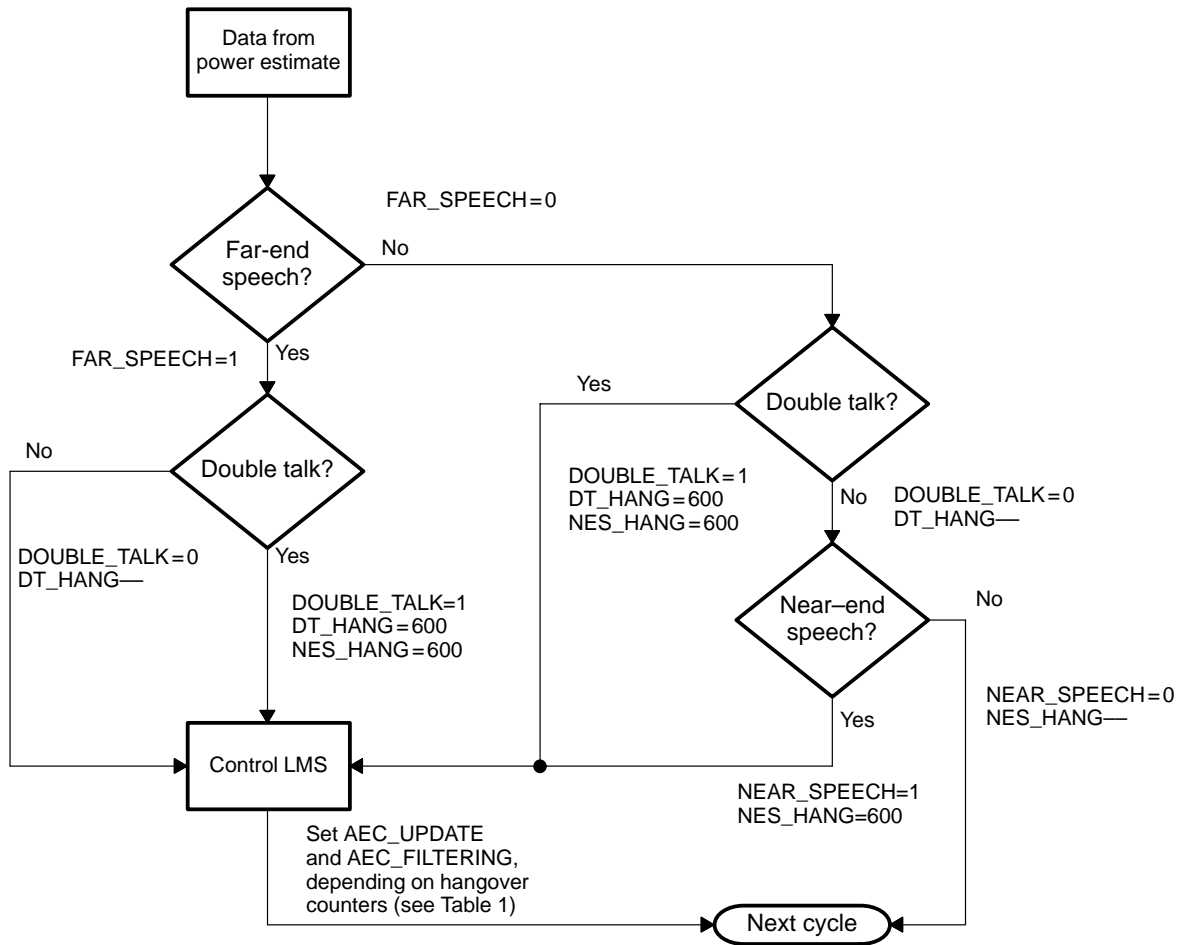 Data from
power estimate
FAR_SPEECH=0
Far-end
speech?
No
FAR_SPEECH=1
Yes
Yes
Double talk?
No
Double talk?
DOUBLE_TALK=1
DT_HANG=600
NES_HANG=600
No
DOUBLE_TALK=0
DT_HANG––
DOUBLE_TALK=0
DT_HANG––
Yes
DOUBLE_TALK=1
DT_HANG=600
NES_HANG=600
Near–end
speech?
No
NEAR_SPEECH=0
NES_HANG––
Yes
Control LMS
NEAR_SPEECH=1
NES_HANG=600
Set AEC_UPDATE
and AEC_FILTERING,
depending on hangover
counters (see Table 1)
Next cycle